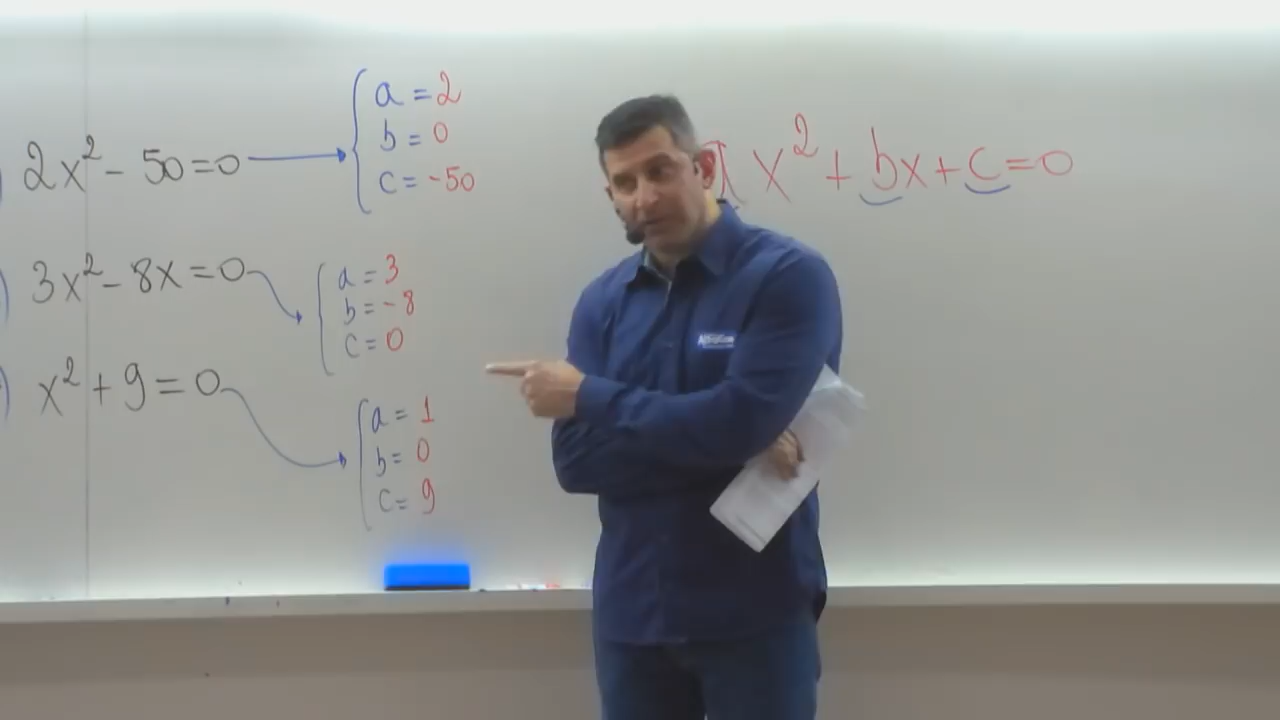 2x² - 50 = 0
a = 2
b = 0
c = -50
3x² - 8x = 0
a = 3
b = -8
c = 0
x² + 9 = 0
a = 1
b = 0
c = 9
x² + bx + c = 0